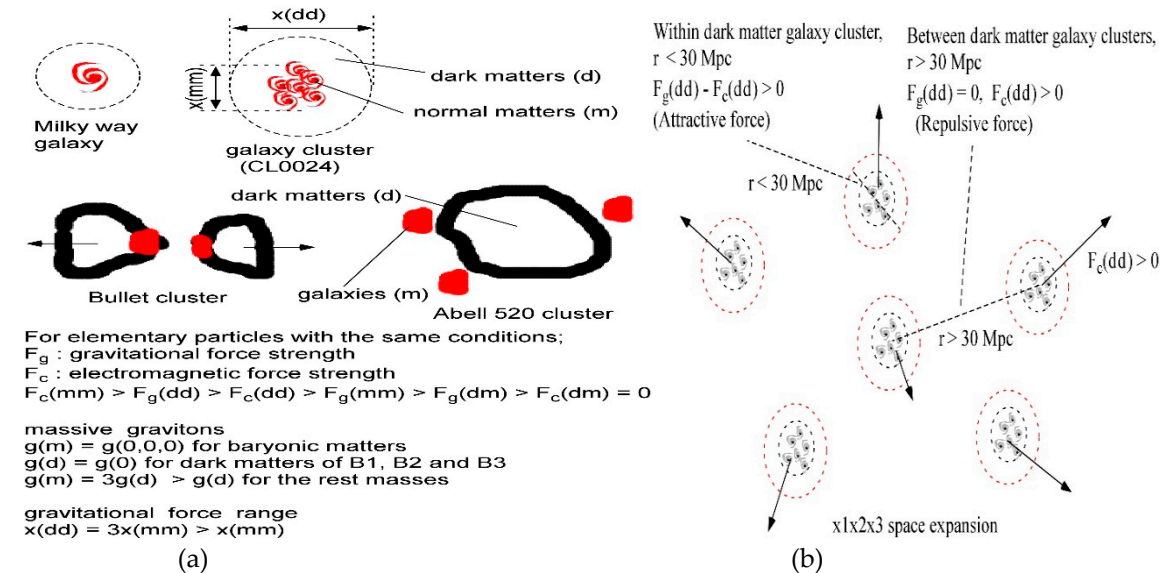 x(dd)
x(mm)
dark matters (d)
normal matters (m)
Milky way
galaxy
galaxy cluster
(CL0024)
dark matters (d)
Bullet cluster
galaxies (m)
Abell 520 cluster
For elementary particles with the same conditions;
Fg : gravitational force strength
Fc : electromagnetic force strength
Fc(mm) > Fg(dd) > Fc(dd) > Fg(mm) > Fg(dm) > Fc(dm) = 0
massive gravitons
g(m) = g(0,0,0) for baryonic matters
g(d) = g(0) for dark matters of B1, B2 and B3
g(m) = 3g(d) > g(d) for the rest masses
gravitational force range
x(dd) = 3x(mm) > x(mm)
(a)
Within dark matter galaxy cluster,
r < 30 Mpc
Fg(dd) - Fc(dd) > 0
(Attractive force)
Between dark matter galaxy clusters,
r > 30 Mpc
Fg(dd) = 0, Fc(dd) > 0
(Repulsive force)
r < 30 Mpc
Fc(dd) > 0
r > 30 Mpc
x1x2x3 space expansion
(b)